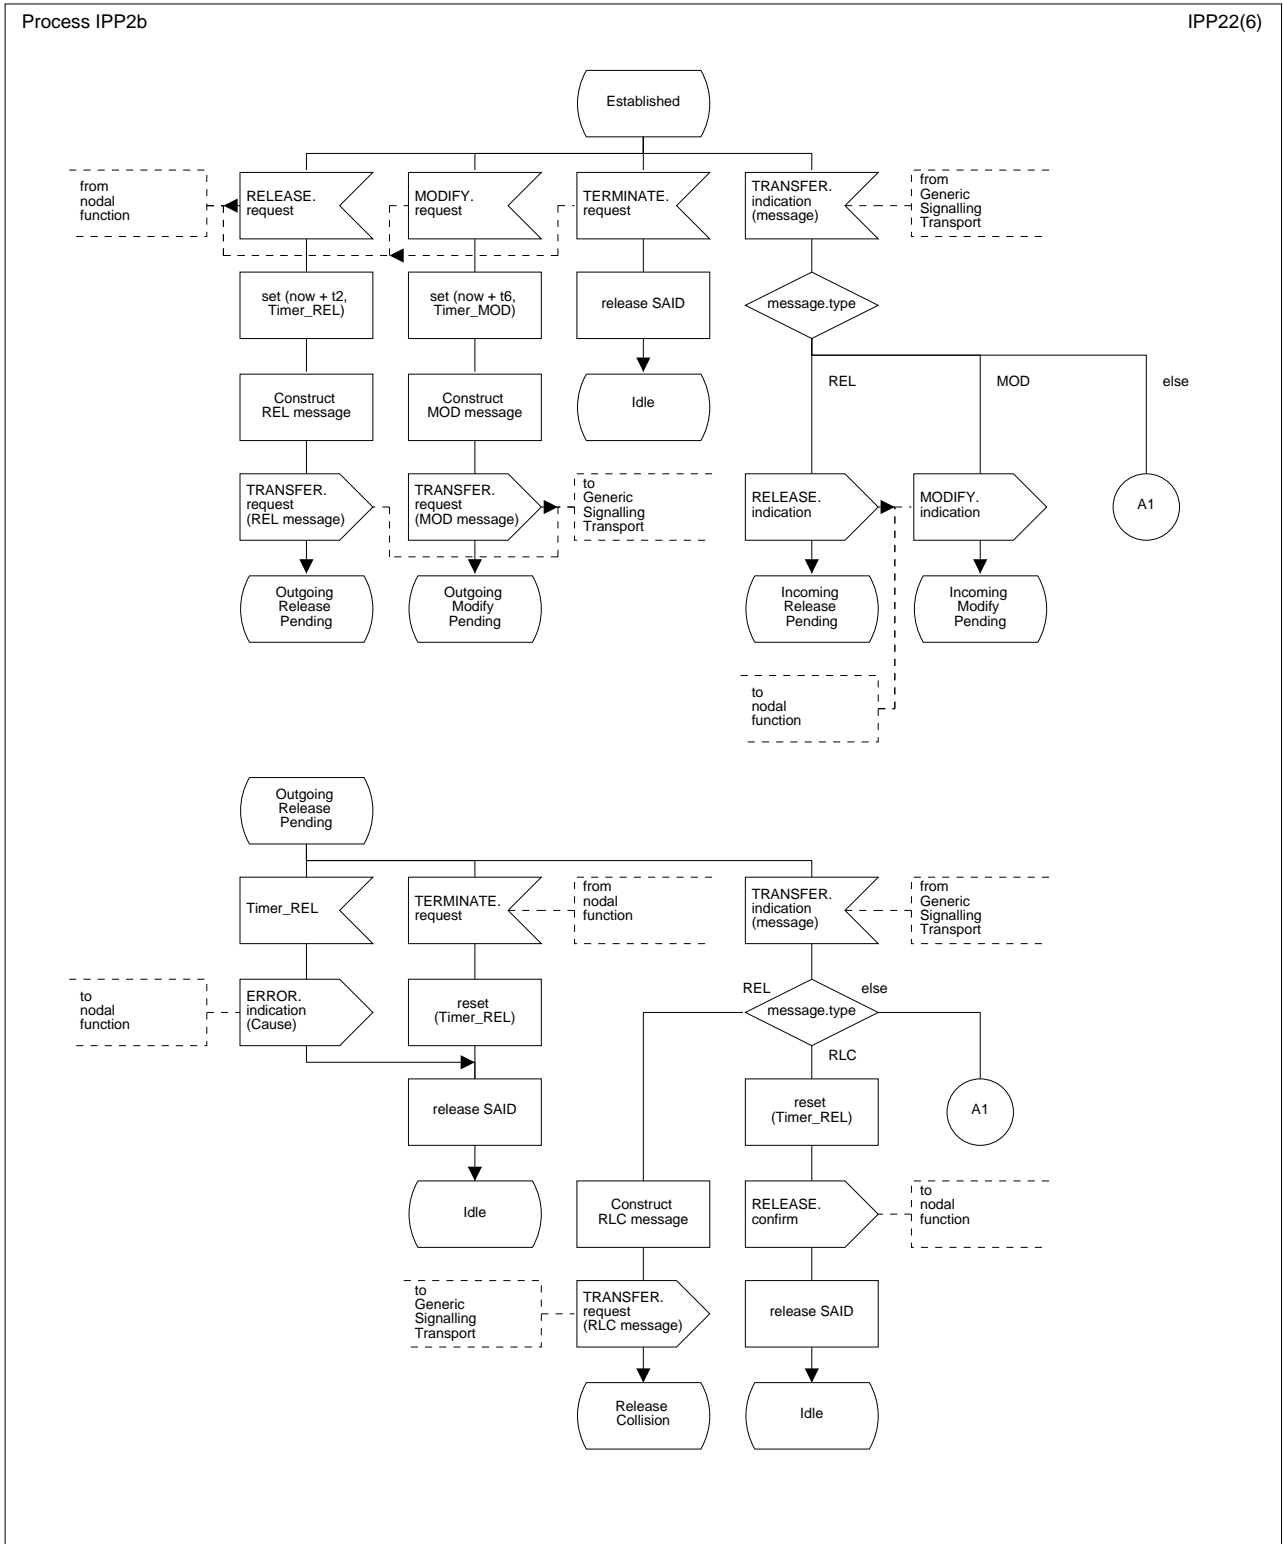 Process IPP2b
IPP22(6)
Established
from
nodal
function
RELEASE.
request
MODIFY.
request
TERMINATE.
request
TRANSFER.
indication
(message)
from
Generic
Signalling
Transport
set (now + t2,
Timer_REL)
set (now + t6,
Timer_MOD)
release SAID
message.type
REL
MOD
else
Construct
REL message
Construct
MOD message
Idle
TRANSFER.
request
(REL message)
TRANSFER.
request
(MOD message)
to
Generic
Signalling
Transport
RELEASE.
indication
MODIFY.
indication
A1
Outgoing
Release
Pending
Outgoing
Modify
Pending
Incoming
Release
Pending
Incoming
Modify
Pending
to
nodal
function
Outgoing
Release
Pending
Timer_REL
TERMINATE.
request
from
nodal
function
TRANSFER.
indication
(message)
from
Generic
Signalling
Transport
to
nodal
function
ERROR.
indication
(Cause)
reset
(Timer_REL)
REL
else
message.type
RLC
release SAID
reset
(Timer_REL)
A1
Idle
Construct
RLC message
RELEASE.
confirm
to
nodal
function
to
Generic
Signalling
Transport
TRANSFER.
request
(RLC message)
release SAID
Release
Collision
Idle